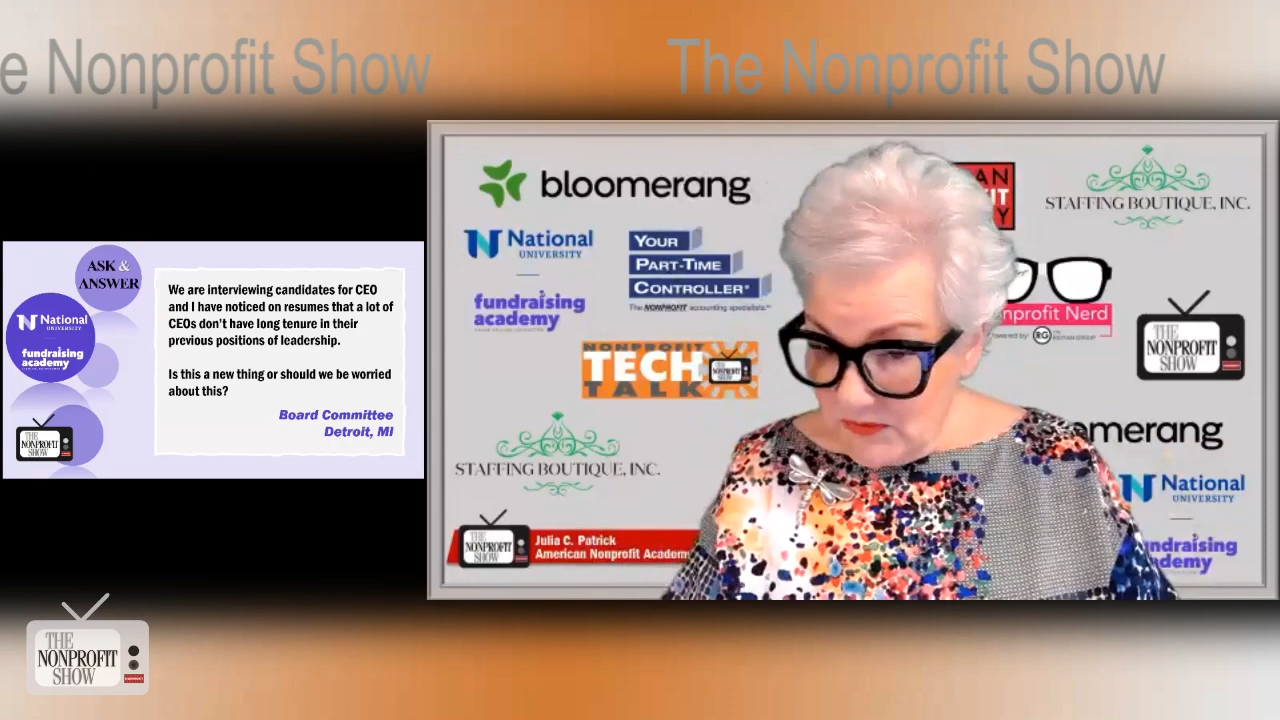 e Nonprofit Show
The Nonprofit Show
ASK &
ANSWER
National
UNIVERSITY
fundraising
academy
THE
NONPROFIT
SHOW
We are interviewing candidates for CEO
and I have noticed on resumes that a lot of
CEOs don't have long tenure in their
previous positions of leadership.
Is this a new thing or should we be worried
about this?
Board Committee
Detroit, MI
bloomerang
AN
IT
Y
STAFFING BOUTIQUE, INC.
National
UNIVERSITY
fundraising
academy
YOUR
PART-TIME
CONTROLLER
The NONPROFIT accounting specialists.
nprofit Nerd
RG
THE
NONPROFIT
SHOW
NONPROFIT
TECH
TALK
STAFFING BOUTIQUE, INC.
omerang
National
UNIVERSITY
ndraising
ademy
THE
NONPROFIT
SHOW
Julia C. Patrick
American Nonprofit Academ
THE
NONPROFIT
SHOW